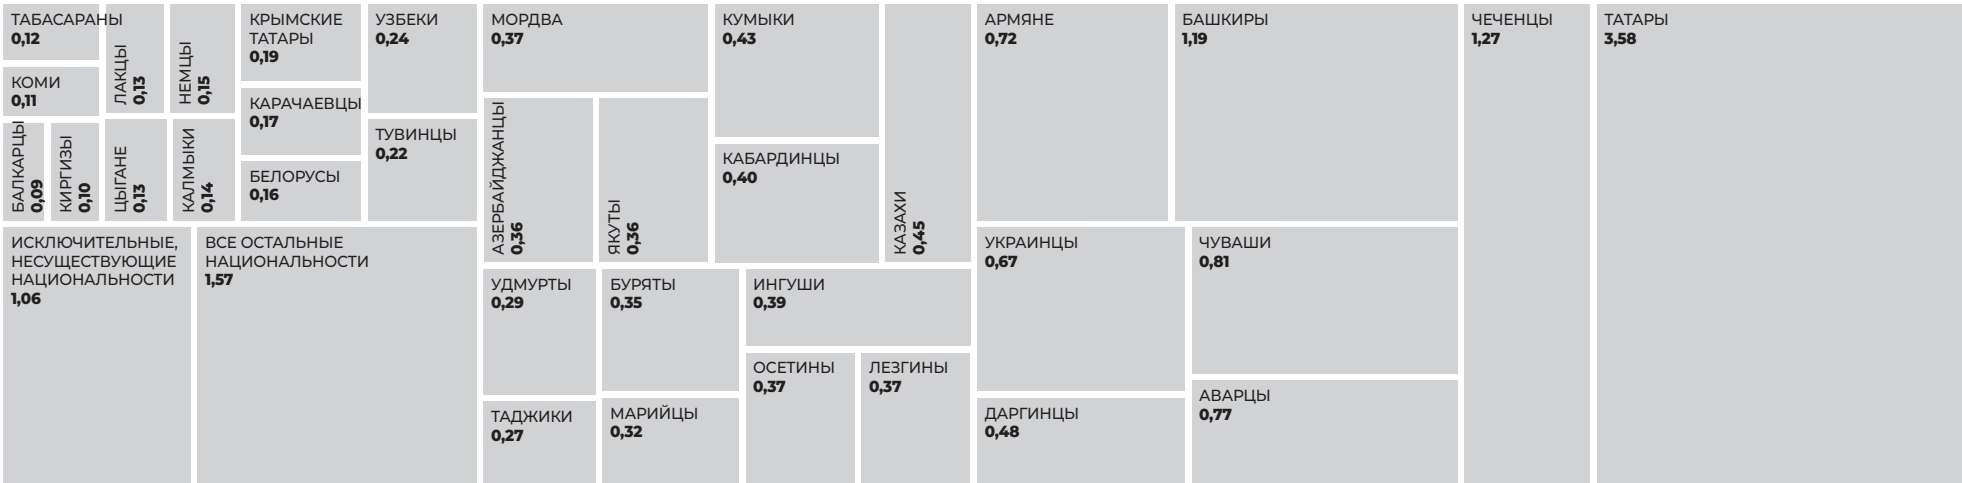 ТАБАСАРАНЫ
0,12
КОМИ
0,11
БАЛКАРЦЫ
0,09
КИРГИЗЫ
0,10
ЛАКЦЫ
0,13
НЕМЦЫ
0,15
ЦЫГАНЕ
0,13
КАЛМЫКИ
0,14
КРЫМСКИЕ
ТАТАРЫ
0,19
КАРАЧАЕВЦЫ
0,17
БЕЛОРУСЫ
0,16
УЗБЕКИ
0,24
ТУВИНЦЫ
0,22
ИСКЛЮЧИТЕЛЬНЫЕ,
НЕСУЩЕСТВУЮЩИЕ
НАЦИОНАЛЬНОСТИ
1,06
ВСЕ ОСТАЛЬНЫЕ
НАЦИОНАЛЬНОСТИ
1,57
МОРДВА
0,37
АЗЕРБАЙДЖАНЦЫ
0,36
ЯКУТЫ
0,36
КУМЫКИ
0,43
КАБАРДИНЦЫ
0,40
КАЗАХИ
0,45
УДМУРТЫ
0,29
БУРЯТЫ
0,35
ИНГУШИ
0,39
ТАДЖИКИ
0,27
МАРИЙЦЫ
0,32
ОСЕТИНЫ
0,37
ЛЕЗГИНЫ
0,37
АРМЯНЕ
0,72
БАШКИРЫ
1,19
УКРАИНЦЫ
0,67
ЧУВАШИ
0,81
ДАРГИНЦЫ
0,48
АВАРЦЫ
0,77
ЧЕЧЕНЦЫ
1,27
ТАТАРЫ
3,58